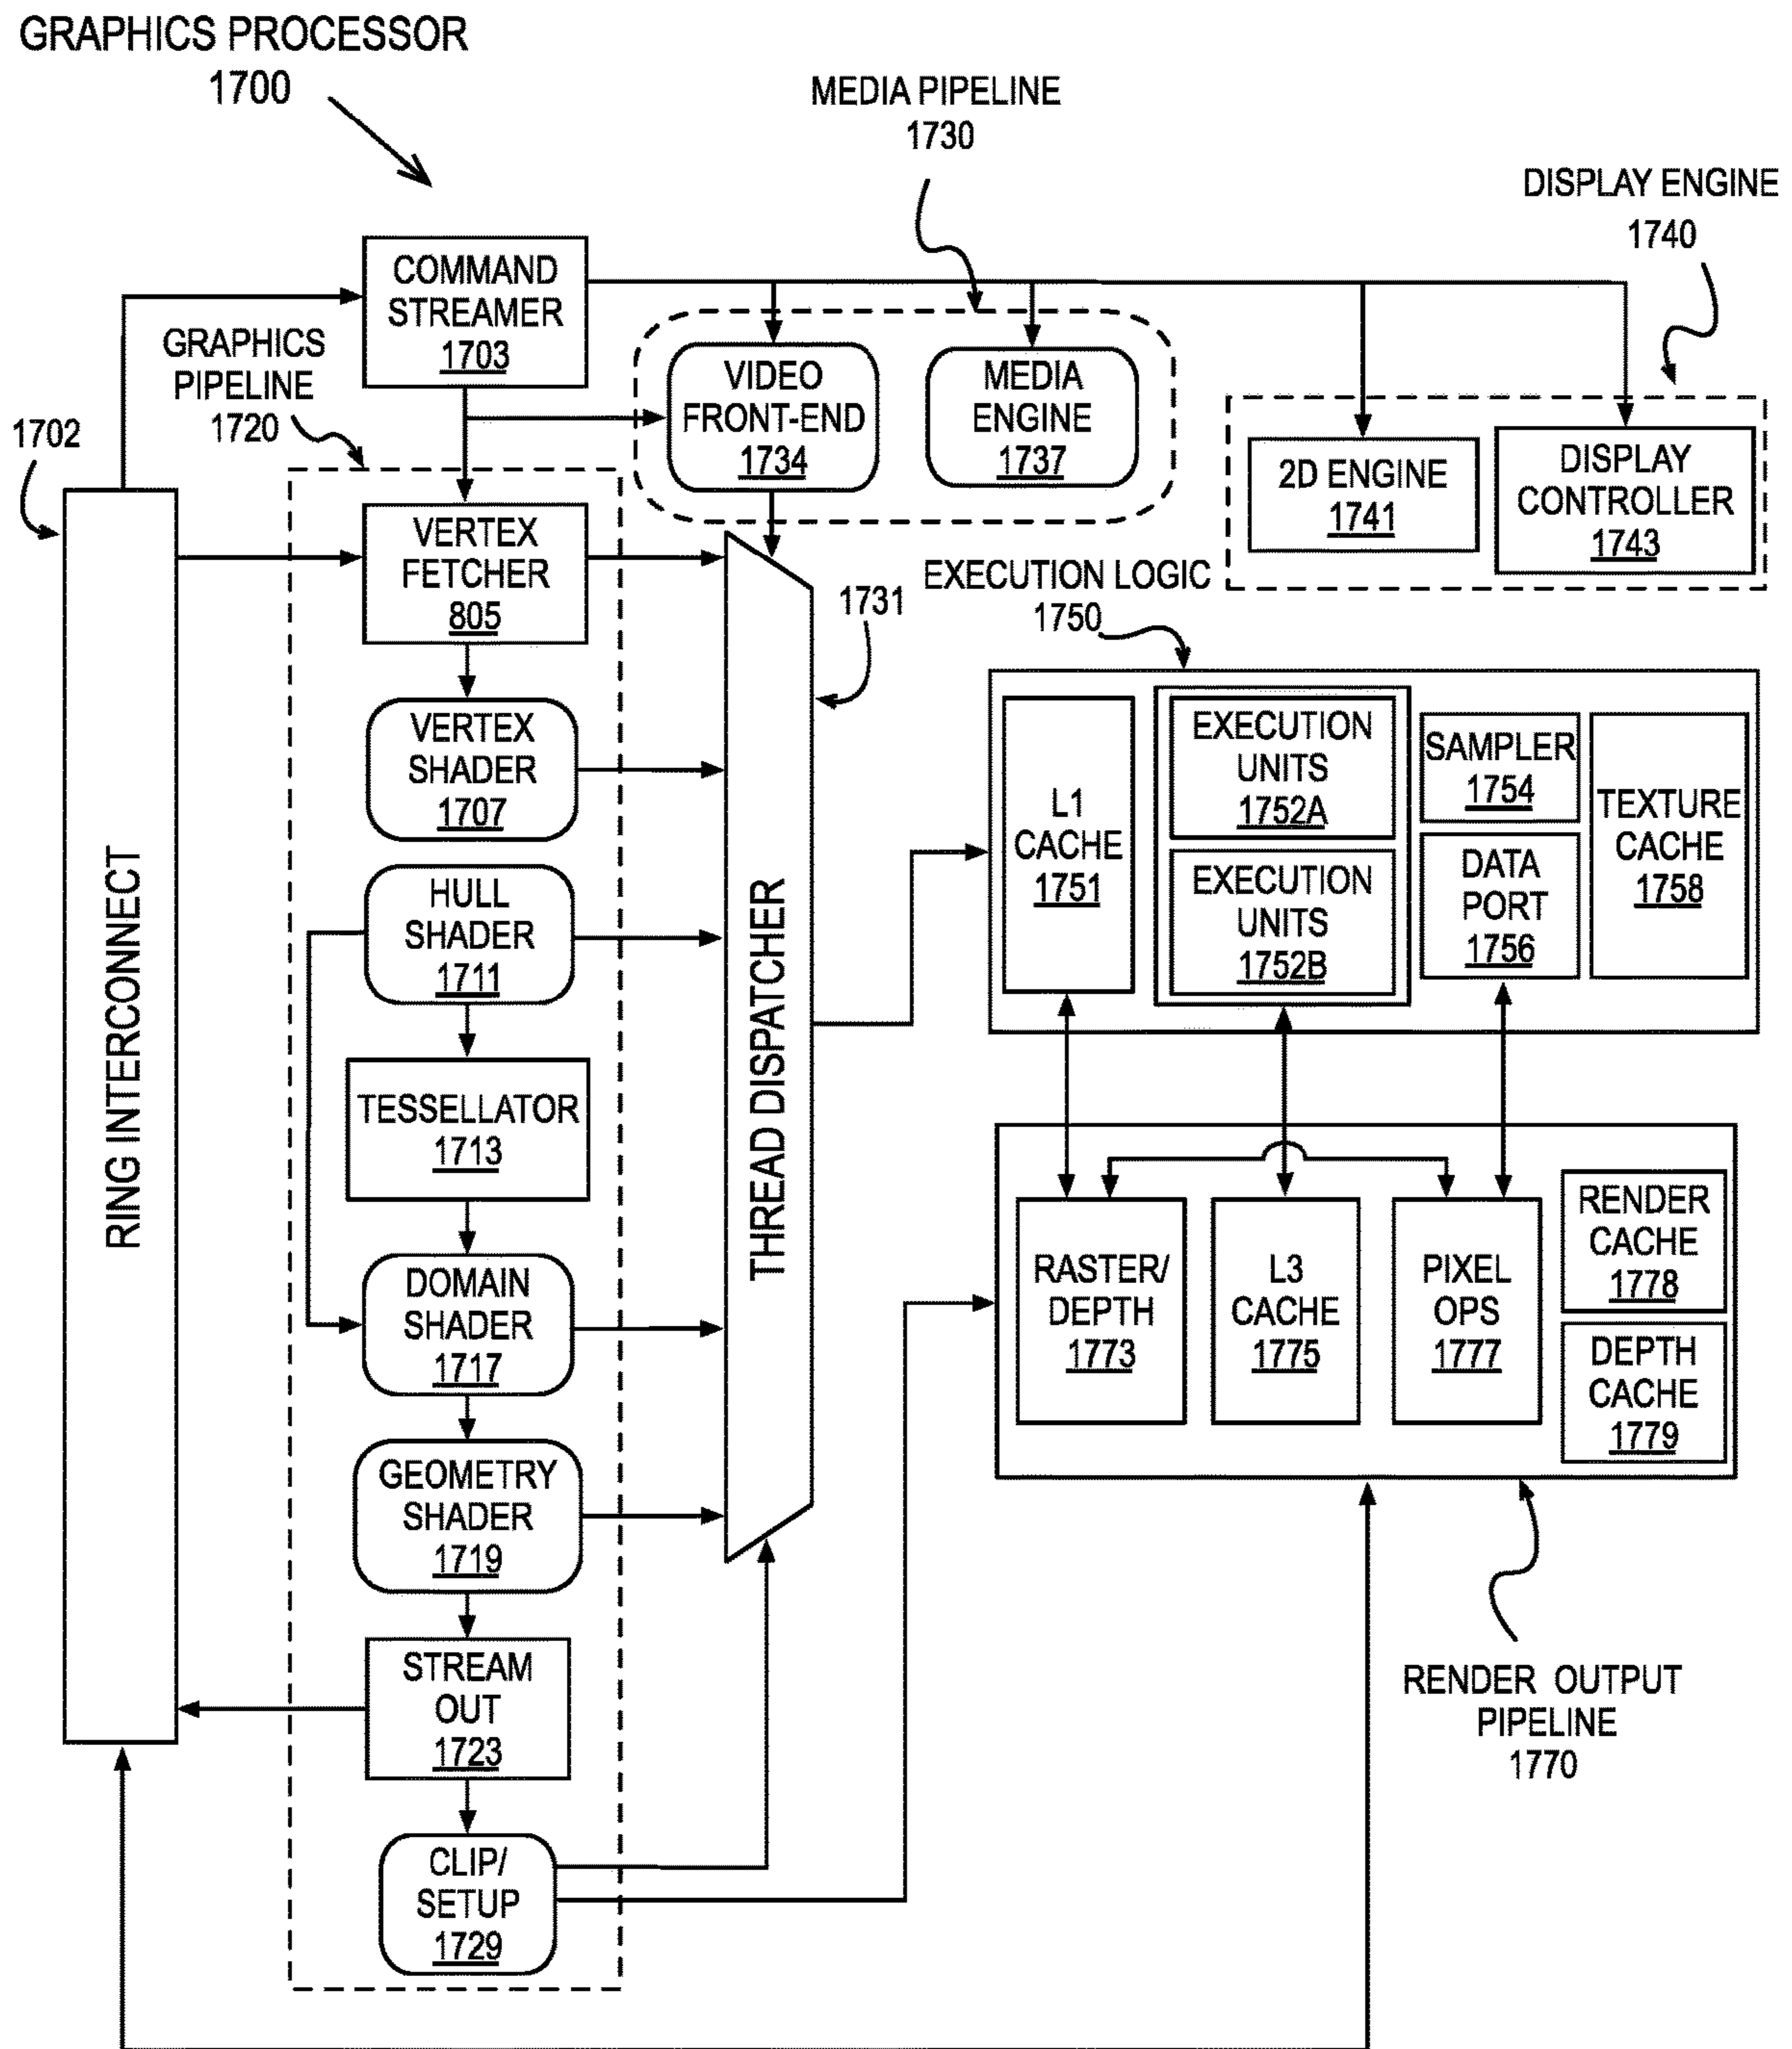 GRAPHICS PROCESSOR
1700
MEDIA PIPELINE
1730
DISPLAY ENGINE
1740
COMMAND
STREAMER
1703
GRAPHICS
PIPELINE
1720
VIDEO
FRONT-END
1734
MEDIA
ENGINE
1737
2D ENGINE
1741
DISPLAY
CONTROLLER
1743
1702
RING INTERCONNECT
VERTEX
FETCHER
805
VERTEX
SHADER
1707
HULL
SHADER
1711
TESSELLATOR
1713
DOMAIN
SHADER
1717
GEOMETRY
SHADER
1719
STREAM
OUT
1723
CLIP/
SETUP
1729
THREAD DISPATCHER
1731
EXECUTION LOGIC
1750
L1
CACHE
1751
EXECUTION
UNITS
1752A
EXECUTION
UNITS
1752B
SAMPLER
1754
DATA
PORT
1756
TEXTURE
CACHE
1758
RASTER/
DEPTH
1773
L3
CACHE
1775
PIXEL
OPS
1777
RENDER
CACHE
1778
DEPTH
CACHE
1779
RENDER OUTPUT
PIPELINE
1770